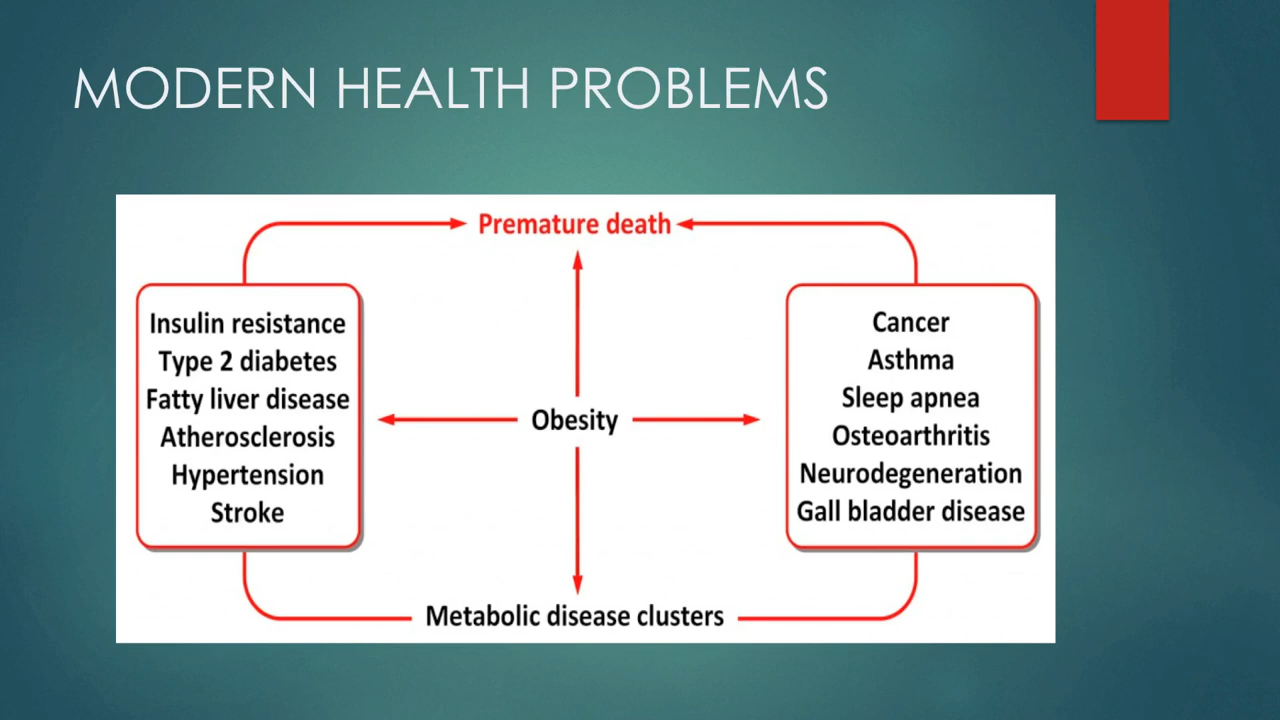 MODERN HEALTH PROBLEMS
Premature death
Insulin resistance
Type 2 diabetes
Fatty liver disease
Atherosclerosis
Hypertension
Stroke
Obesity
Cancer
Asthma
Sleep apnea
Osteoarthritis
Neurodegeneration
Gall bladder disease
Metabolic disease clusters